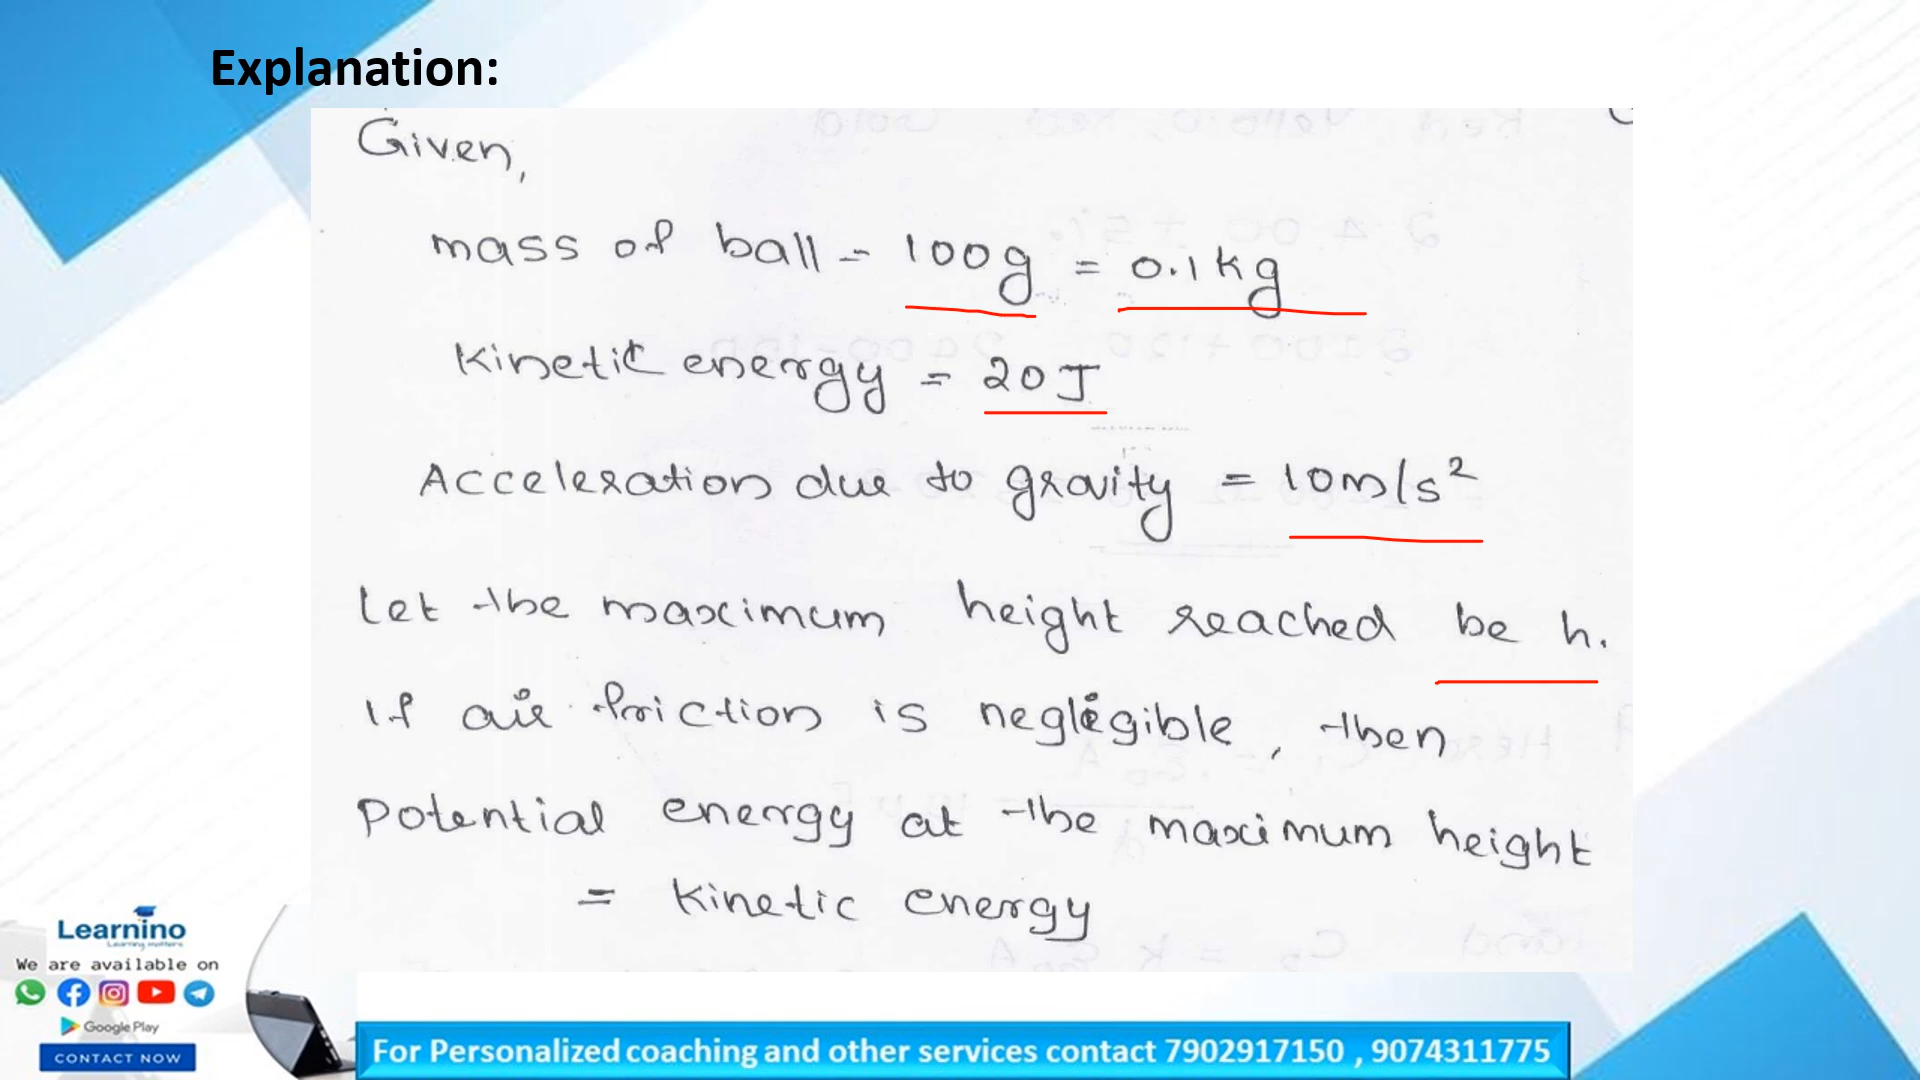 Explanation:
Given,
mass of ball = 100g = 0.1kg
Kinetic energy = 20J
Acceleration due to gravity = 10m/s²
Let the maximum height reached be h.
If air friction is negligible, then
Potential energy at the maximum height
= Kinetic energy
Learnino
Learning matters
We are available on
Google Play
CONTACT NOW
For Personalized coaching and other services contact 7902917150 , 9074311775